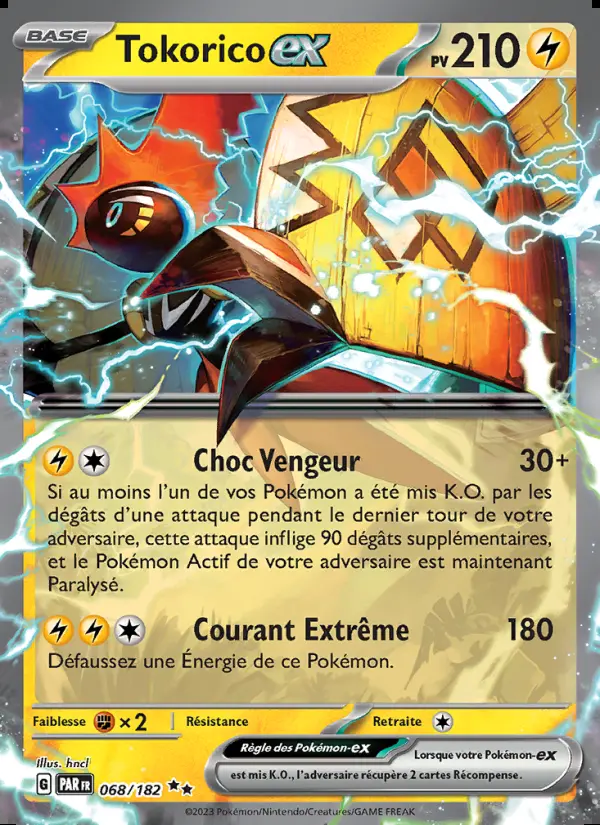 BASE Tokorico ex PV 210
Choc Vengeur 30+
Si au moins l'un de vos Pokémon a été mis K.O. par les
dégâts d'une attaque pendant le dernier tour de votre
adversaire, cette attaque inflige 90 dégâts supplémentaires,
et le Pokémon Actif de votre adversaire est maintenant
Paralysé.
Courant Extrême 180
Défaussez une Énergie de ce Pokémon.
Faiblesse ×2 Résistance Retraite
Illus. hncl
Règle des Pokémon-ex Lorsque votre Pokémon-ex
est mis K.O., l'adversaire récupère 2 cartes Récompense.
G PAR FR 068/182
©2023 Pokémon/Nintendo/Creatures/GAME FREAK